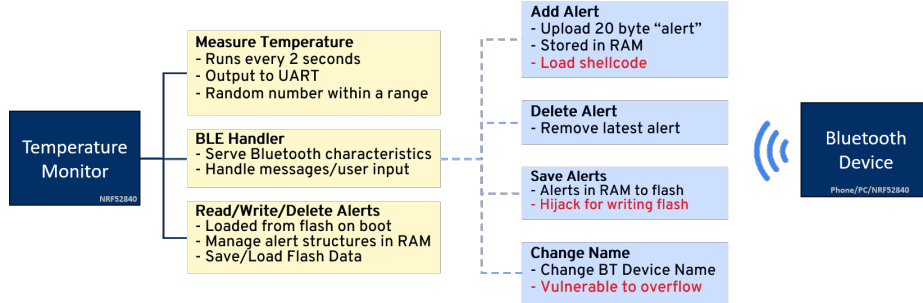 Temperature
Monitor
NRF52840
Measure Temperature
- Runs every 2 seconds
- Output to UART
- Random number within a range
BLE Handler
- Serve Bluetooth characteristics
- Handle messages/user input
Read/Write/Delete Alerts
- Loaded from flash on boot
- Manage alert structures in RAM
- Save/Load Flash Data
Add Alert
- Upload 20 byte “alert”
- Stored in RAM
- Load shellcode
Delete Alert
- Remove latest alert
Save Alerts
- Alerts in RAM to flash
- Hijack for writing flash
Change Name
- Change BT Device Name
- Vulnerable to overflow
Bluetooth
Device
Phone/PC/NRF52840